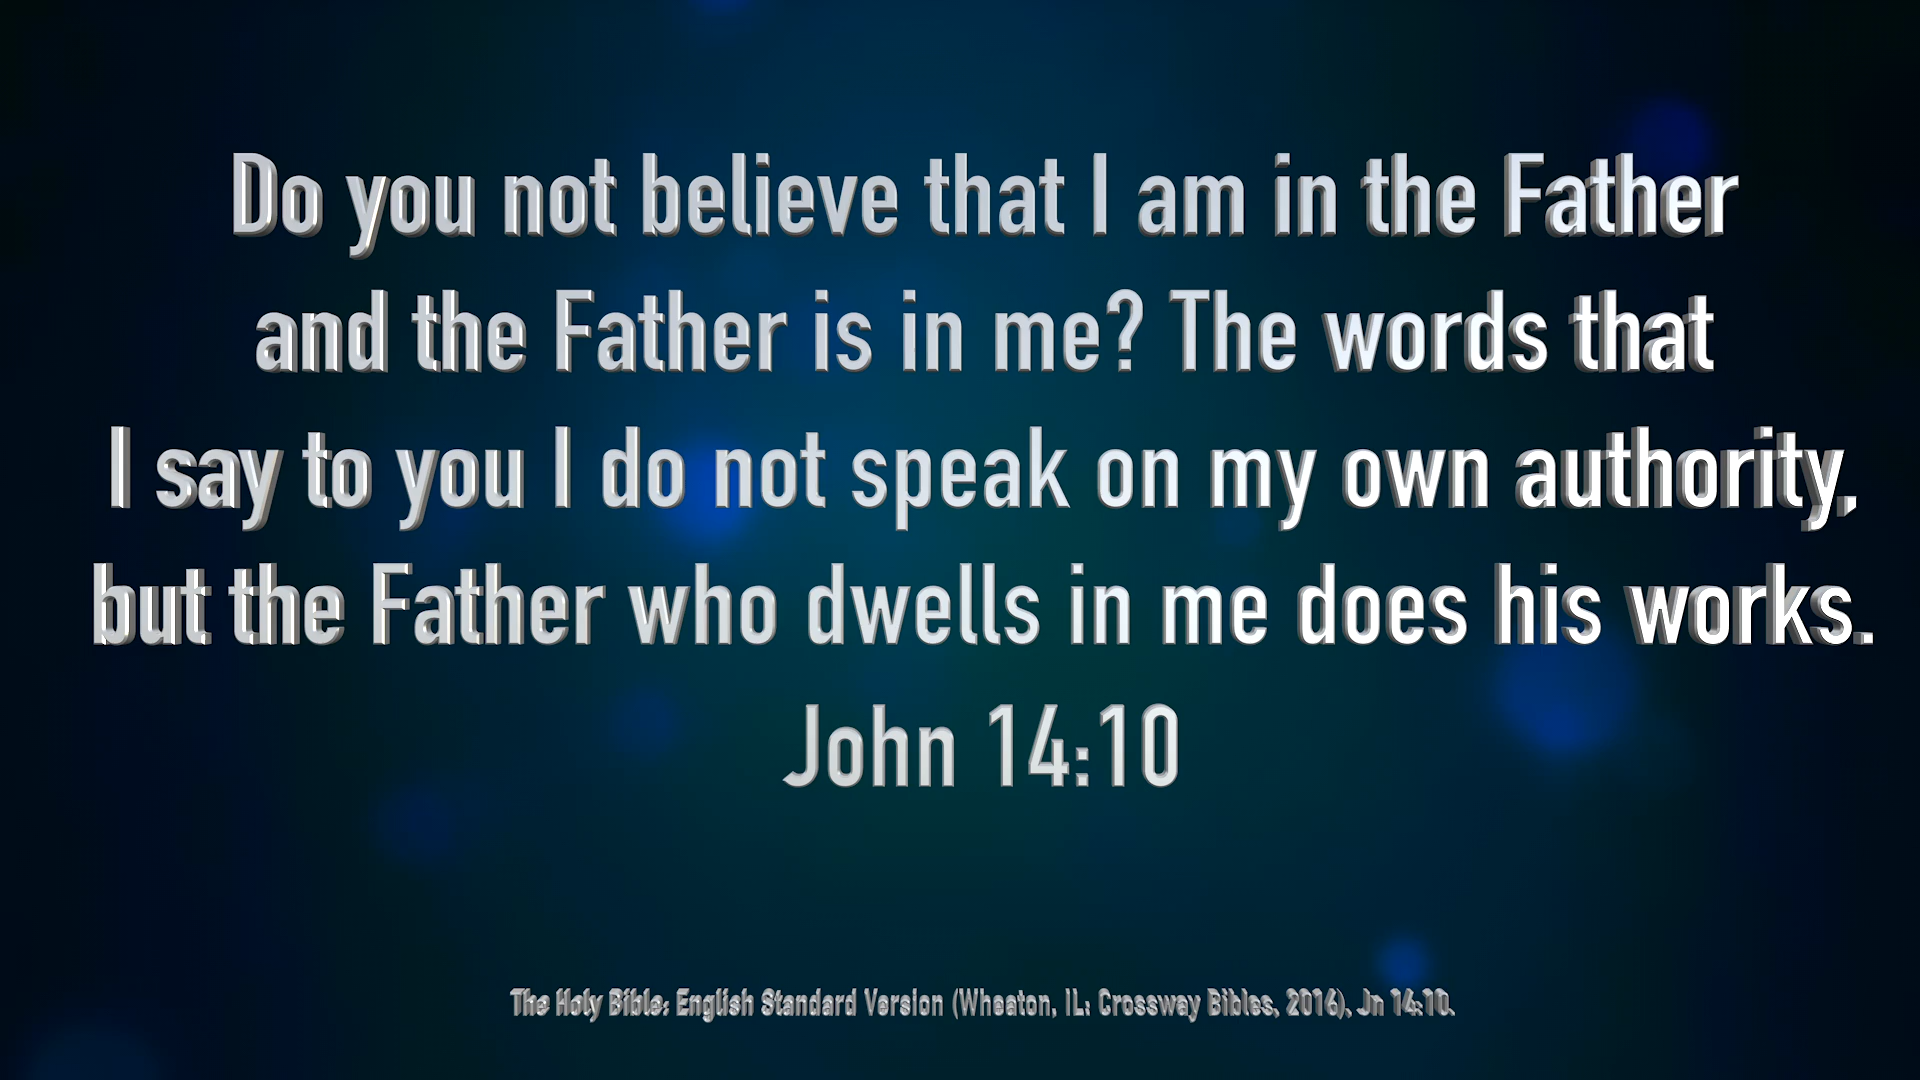 Do you not believe that I am in the Father
and the Father is in me? The words that
I say to you I do not speak on my own authority,
but the Father who dwells in me does his works.
John 14:10
The Holy Bible: English Standard Version (Wheaton, IL: Crossway Bibles, 2016), Jn 14:10.